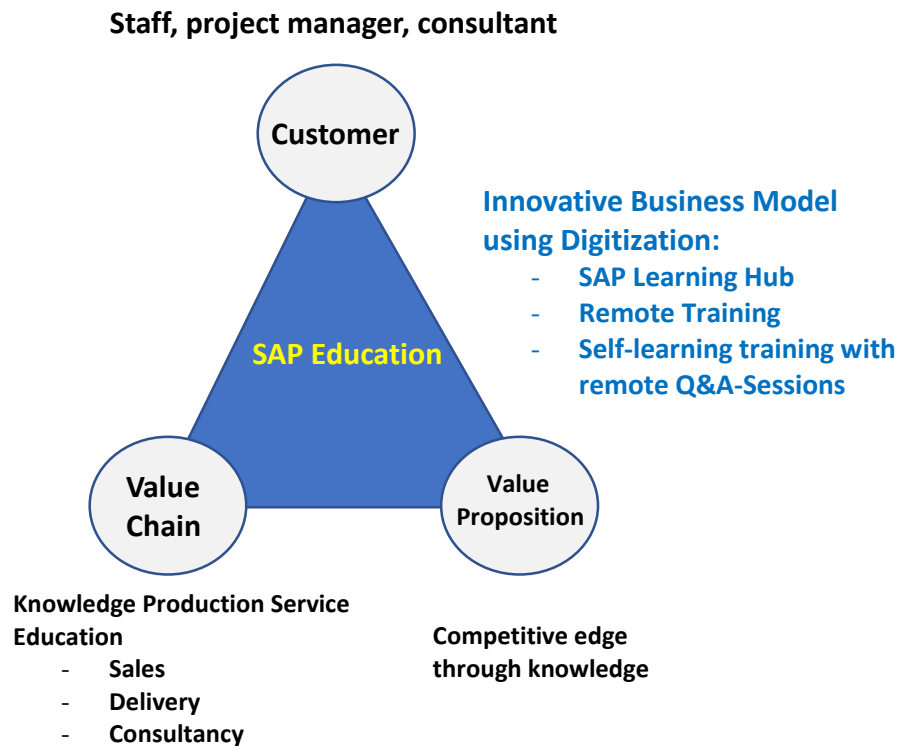 Staff, project manager, consultant
Customer
Innovative Business Model
using Digitization:
- SAP Learning Hub
- Remote Training
- Self-learning training with
remote Q&A-Sessions
SAP Education
Value
Chain
Value
Proposition
Knowledge Production Service
Education
- Sales
- Delivery
- Consultancy
Competitive edge
through knowledge